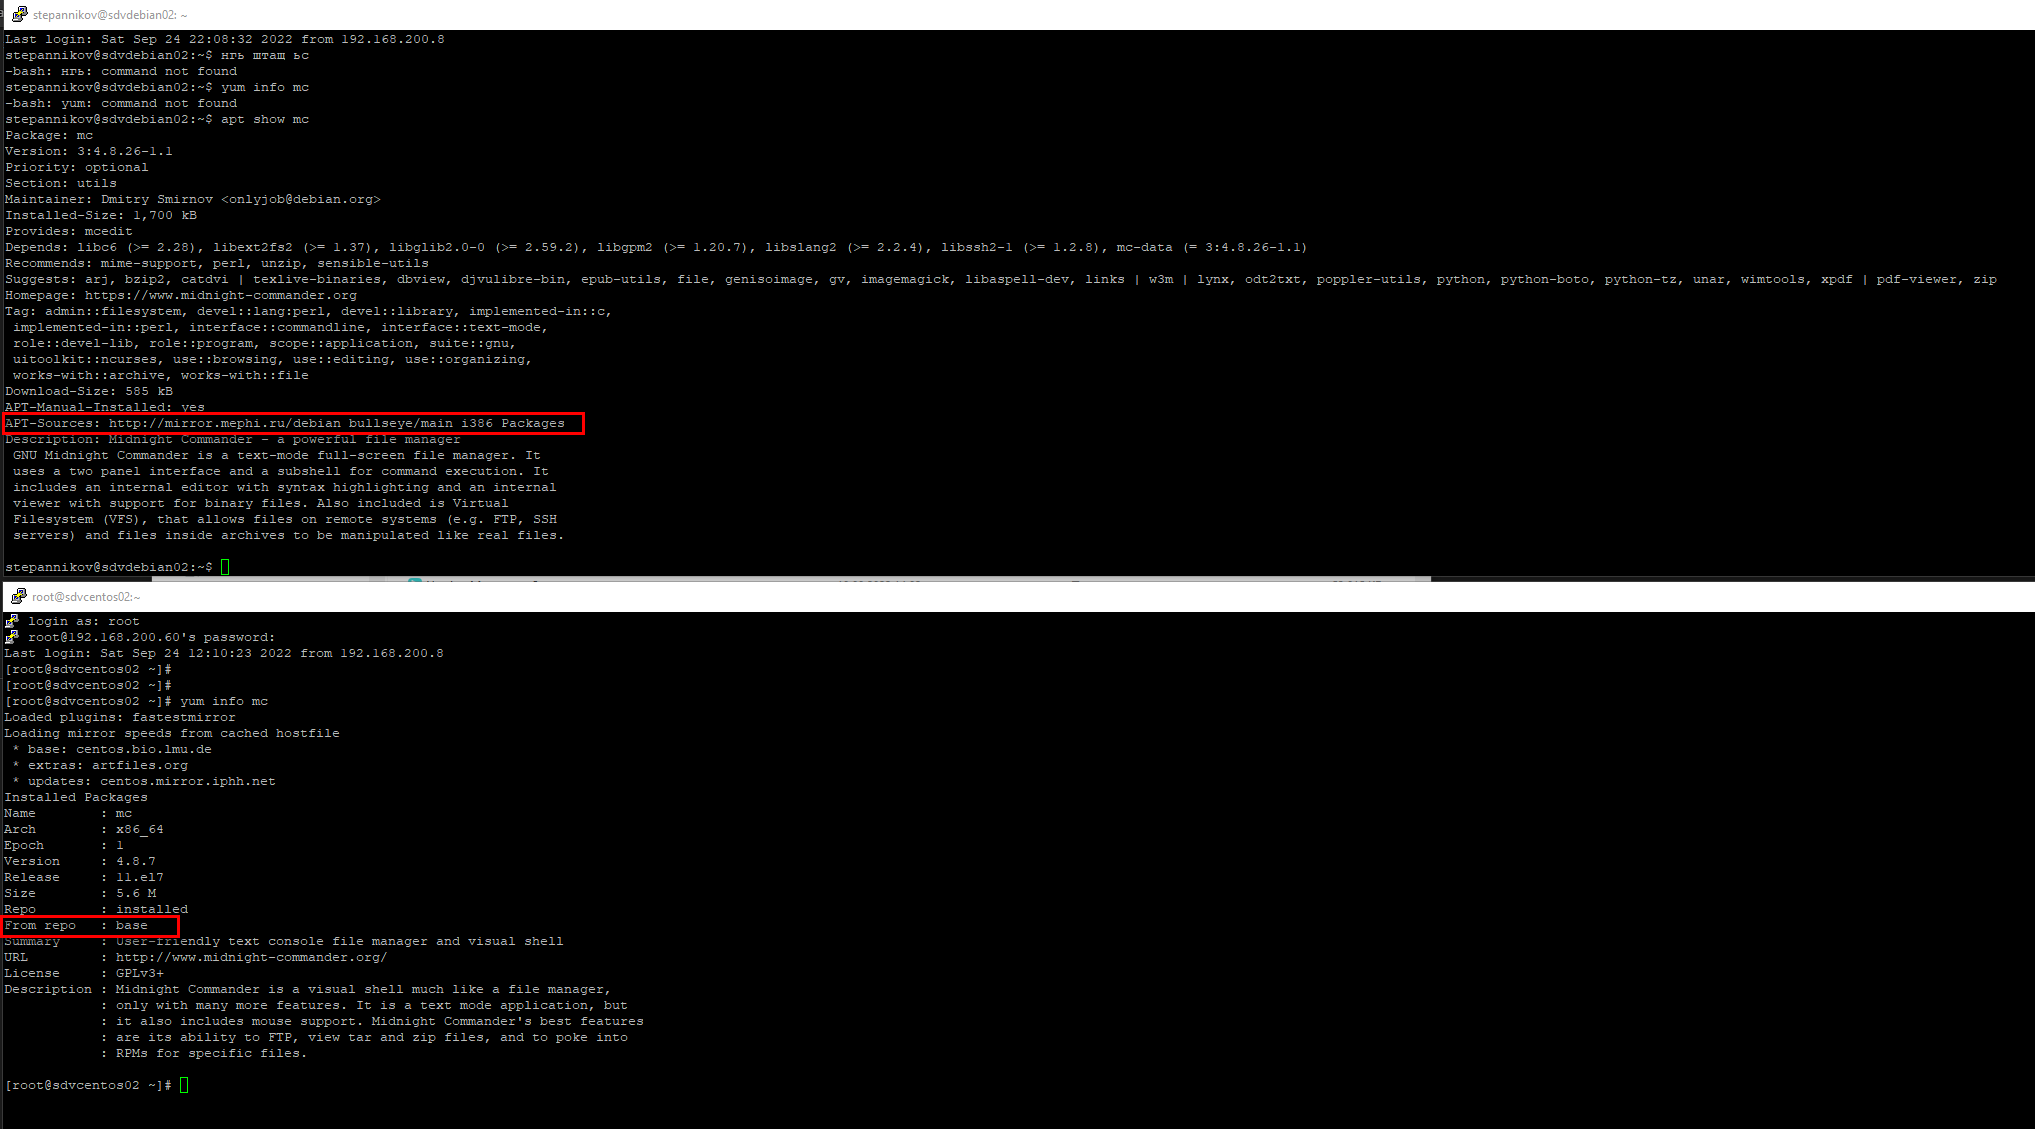 stepannikov@sdvdebian02: ~
Last login: Sat Sep 24 22:08:32 2022 from 192.168.200.8
stepannikov@sdvdebian02:~$ нгь штащ ьс
-bash: нгь: command not found
stepannikov@sdvdebian02:~$ yum info mc
-bash: yum: command not found
stepannikov@sdvdebian02:~$ apt show mc
Package: mc
Version: 3:4.8.26-1.1
Priority: optional
Section: utils
Maintainer: Dmitry Smirnov <onlyjob@debian.org>
Installed-Size: 1,700 kB
Provides: mcedit
Depends: libc6 (>= 2.28), libext2fs2 (>= 1.37), libglib2.0-0 (>= 2.59.2), libgpm2 (>= 1.20.7), libslang2 (>= 2.2.4), libssh2-1 (>= 1.2.8), mc-data (= 3:4.8.26-1.1)
Recommends: mime-support, perl, unzip, sensible-utils
Suggests: arj, bzip2, catdvi | texlive-binaries, dbview, djvulibre-bin, epub-utils, file, genisoimage, gv, imagemagick, libaspell-dev, links | w3m | lynx, odt2txt, poppler-utils, python, python-boto, python-tz, unar, wimtools, xpdf | pdf-viewer, zip
Homepage: https://www.midnight-commander.org
Tag: admin::filesystem, devel::lang:perl, devel::library, implemented-in::c,
 implemented-in::perl, interface::commandline, interface::text-mode,
 role::devel-lib, role::program, scope::application, suite::gnu,
 uitoolkit::ncurses, use::browsing, use::editing, use::organizing,
 works-with::archive, works-with::file
Download-Size: 585 kB
APT-Manual-Installed: yes
APT-Sources: http://mirror.mephi.ru/debian bullseye/main i386 Packages
Description: Midnight Commander - a powerful file manager
 GNU Midnight Commander is a text-mode full-screen file manager. It
 uses a two panel interface and a subshell for command execution. It
 includes an internal editor with syntax highlighting and an internal
 viewer with support for binary files. Also included is Virtual
 Filesystem (VFS), that allows files on remote systems (e.g. FTP, SSH
 servers) and files inside archives to be manipulated like real files.
stepannikov@sdvdebian02:~$
root@sdvcentos02:~
login as: root
root@192.168.200.60's password:
Last login: Sat Sep 24 12:10:23 2022 from 192.168.200.8
[root@sdvcentos02 ~]#
[root@sdvcentos02 ~]#
[root@sdvcentos02 ~]# yum info mc
Loaded plugins: fastestmirror
Loading mirror speeds from cached hostfile
 * base: centos.bio.lmu.de
 * extras: artfiles.org
 * updates: centos.mirror.iphh.net
Installed Packages
Name        : mc
Arch        : x86_64
Epoch       : 1
Version     : 4.8.7
Release     : 11.el7
Size        : 5.6 M
Repo        : installed
From repo   : base
Summary     : User-friendly text console file manager and visual shell
URL         : http://www.midnight-commander.org/
License     : GPLv3+
Description : Midnight Commander is a visual shell much like a file manager,
            : only with many more features. It is a text mode application, but
            : it also includes mouse support. Midnight Commander's best features
            : are its ability to FTP, view tar and zip files, and to poke into
            : RPMs for specific files.
[root@sdvcentos02 ~]#